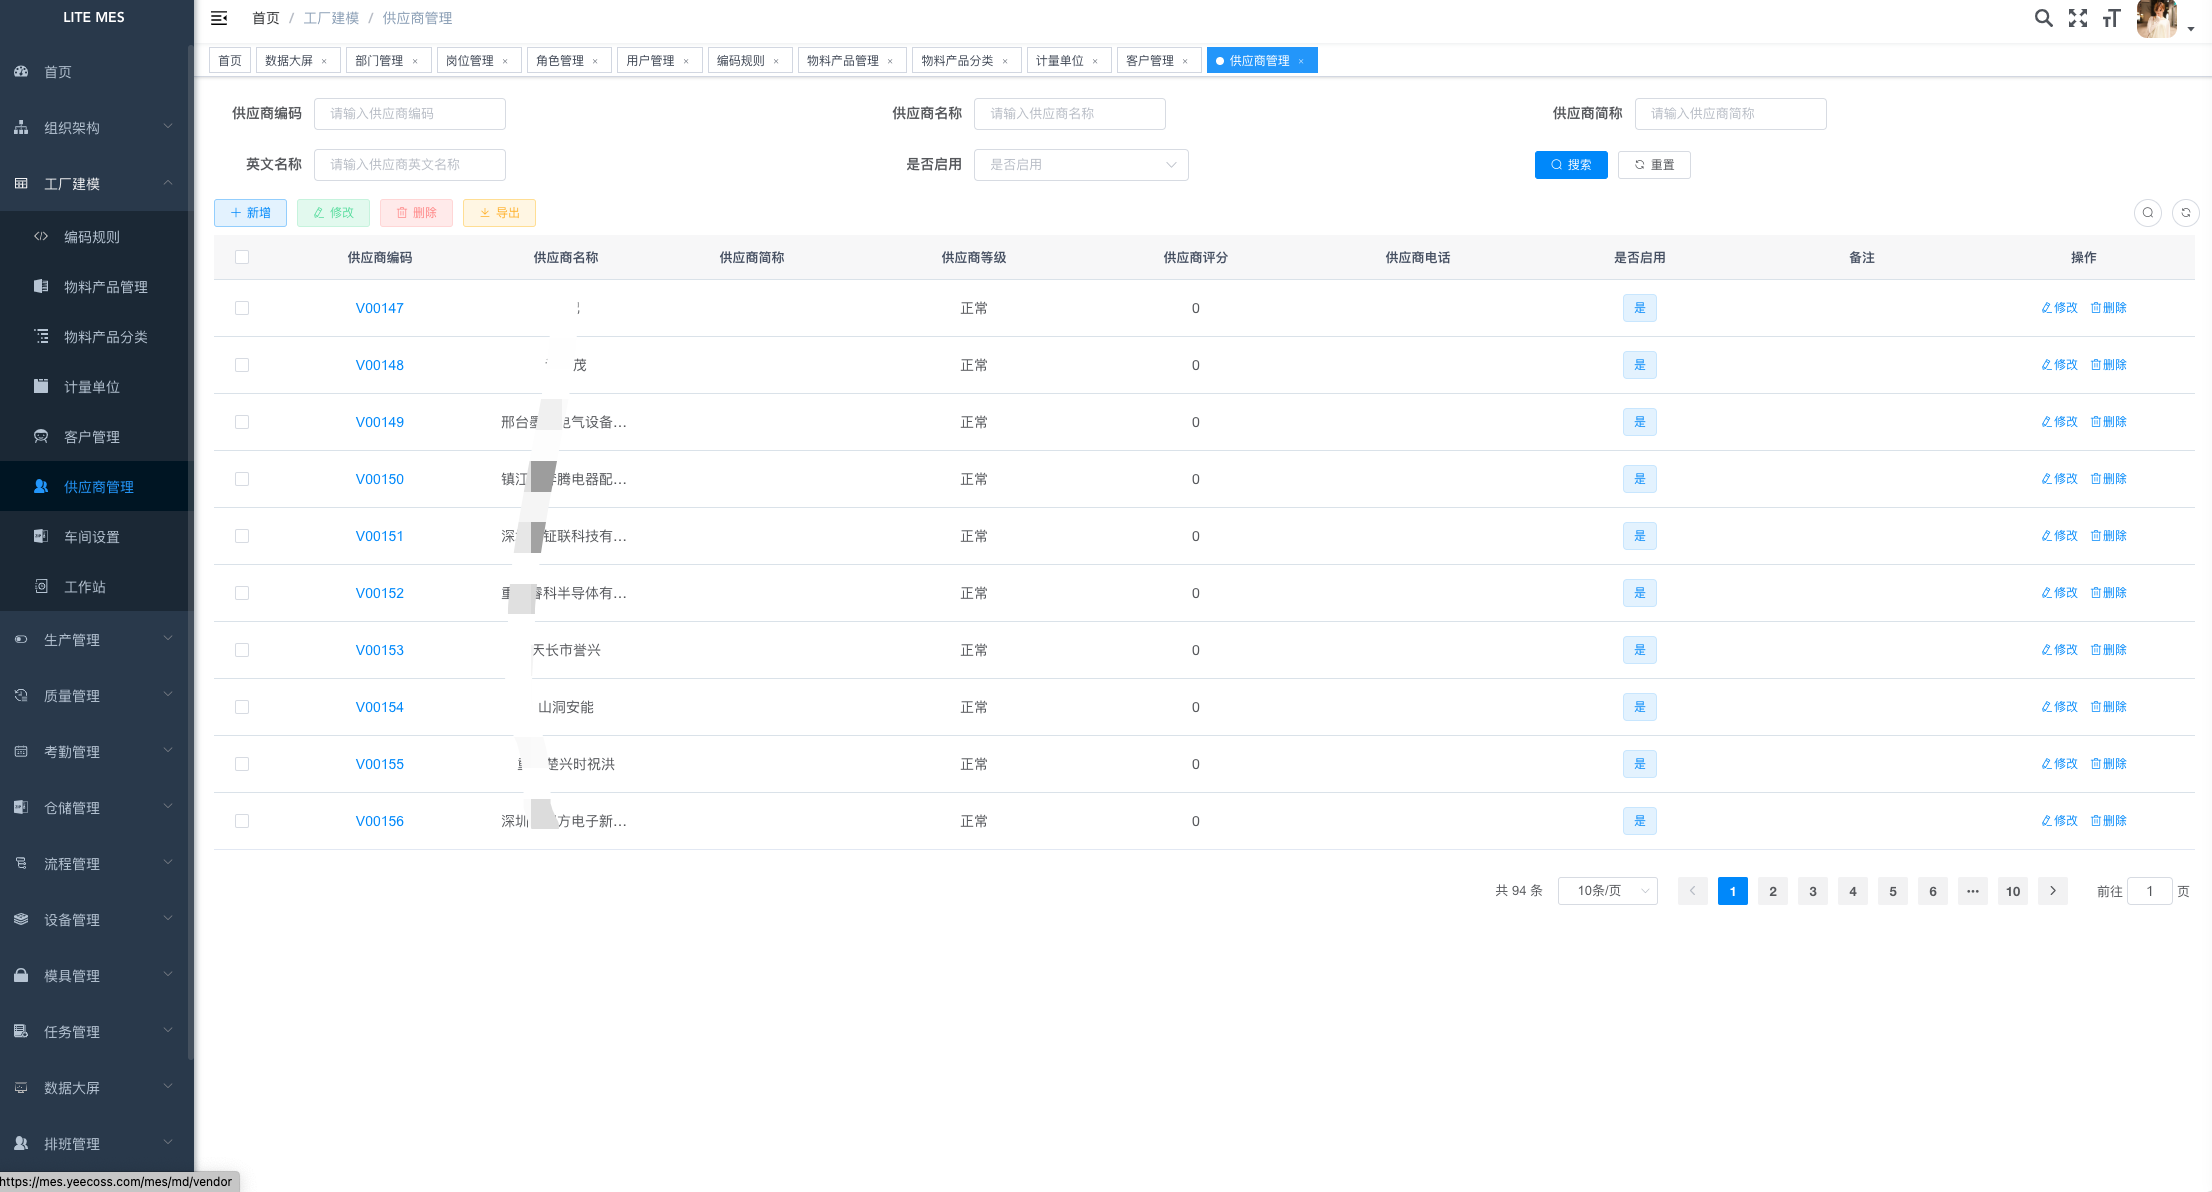 LITE MES
首页 / 工厂建模 / 供应商管理
首页 数据大屏 × 部门管理 × 岗位管理 × 角色管理 × 用户管理 × 编码规则 × 物料产品管理 × 物料产品分类 × 计量单位 × 客户管理 × 供应商管理 ×
首页
组织架构
工厂建模
编码规则
物料产品管理
物料产品分类
计量单位
客户管理
供应商管理
车间设置
工作站
生产管理
质量管理
考勤管理
仓储管理
流程管理
设备管理
模具管理
任务管理
数据大屏
排班管理
供应商编码 请输入供应商编码 供应商名称 请输入供应商名称 供应商简称 请输入供应商简称
英文名称 请输入供应商英文名称 是否启用 是否启用 搜索 重置
新增 修改 删除 导出
供应商编码 供应商名称 供应商简称 供应商等级 供应商评分 供应商电话 是否启用 备注 操作
V00147 正常 0 是 修改 删除
V00148 茂 正常 0 是 修改 删除
V00149 邢台 电气设备... 正常 0 是 修改 删除
V00150 镇江 腾电器配... 正常 0 是 修改 删除
V00151 深 钲联科技有... 正常 0 是 修改 删除
V00152 科半导体有... 正常 0 是 修改 删除
V00153 天长市誉兴 正常 0 是 修改 删除
V00154 山洞安能 正常 0 是 修改 删除
V00155 楚兴时祝洪 正常 0 是 修改 删除
V00156 深圳 方电子新... 正常 0 是 修改 删除
共 94 条 10条/页 1 2 3 4 5 6 ••• 10 前往 1 页
https://mes.yeecoss.com/mes/md/vendor